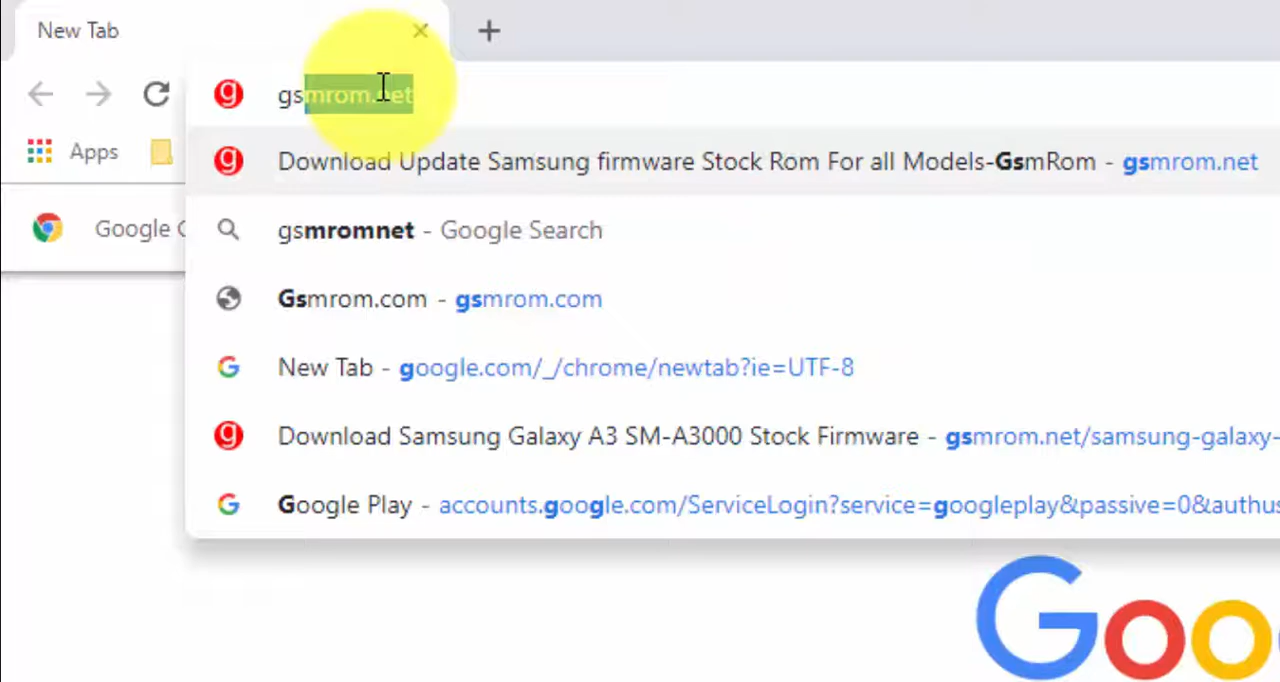 New Tab
gsmrom.net
Apps
Download Update Samsung firmware Stock Rom For all Models-GsmRom - gsmrom.net
gsmromnet - Google Search
Google C
Gsmrom.com - gsmrom.com
New Tab - google.com/_/chrome/newtab?ie=UTF-8
Download Samsung Galaxy A3 SM-A3000 Stock Firmware - gsmrom.net/samsung-galaxy-
Google Play - accounts.google.com/ServiceLogin?service=googleplay&passive=0&authus
Goo